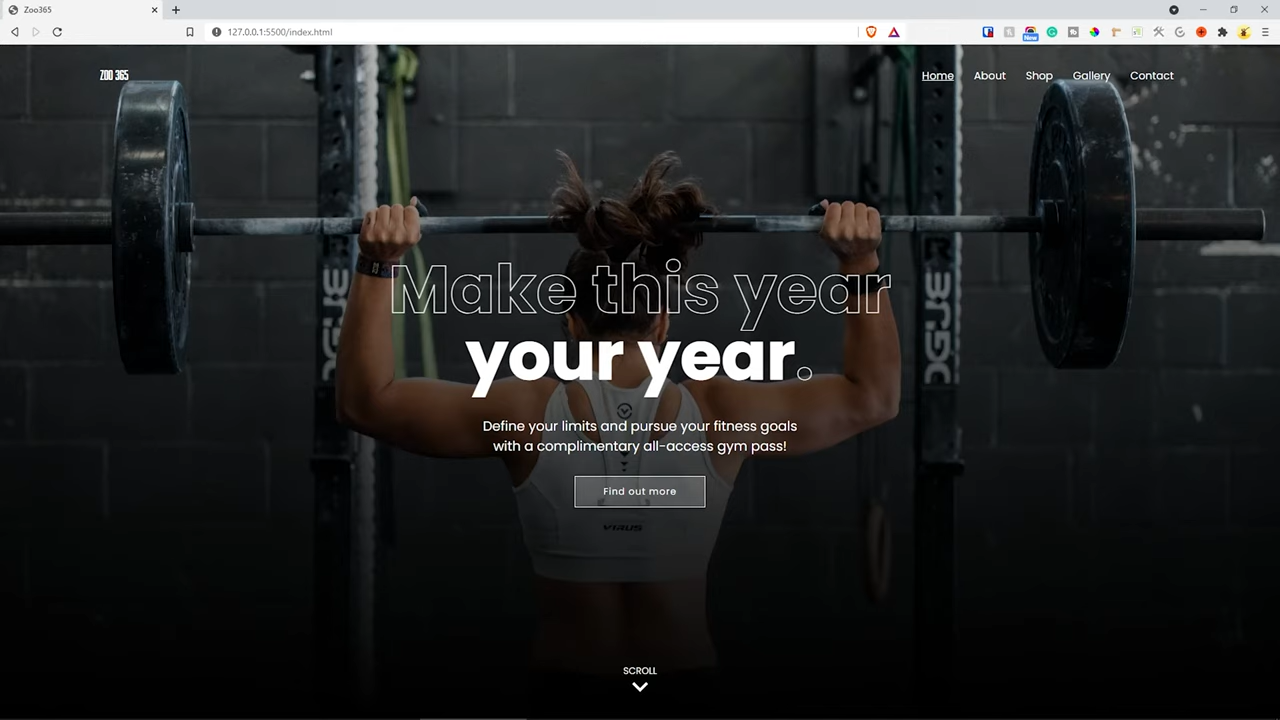 Zoo365
127.0.0.1:5500/index.html
New
ZOO 365
Home About Shop Gallery Contact
Make this year
your year.
Define your limits and pursue your fitness goals
with a complimentary all-access gym pass!
Find out more
VIRUS
SCROLL